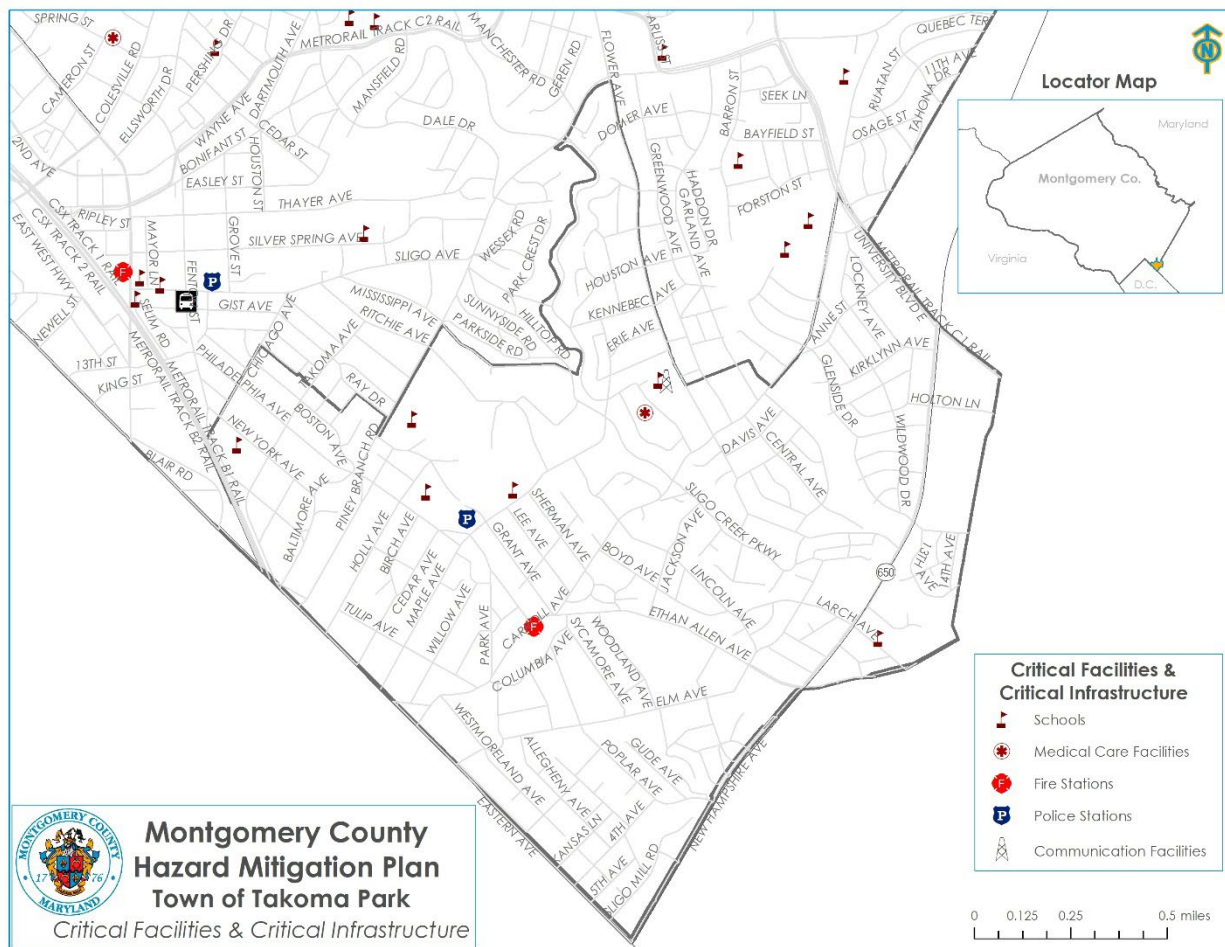 SPRING ST
CAMERON ST
COLESVILLE RD
ELLSWORTH DR
PERSHING DR
DARTMOUTH AVE
METRORAIL TRACK C2 RAIL
MANSFIELD RD
MANCHESTER RD
GEREN RD
FLOWER AVE
ARLISS ST
QUEBEC TER
11TH AVE
TAHONA DR
RUATAN ST
N
2ND AVE
WAYNE AVE
BONIFANT ST
CEDAR ST
DALE DR
DOMER AVE
BARRON ST
SEEK LN
BAYFIELD ST
OSAGE ST
Locator Map
Maryland
Montgomery Co.
Virginia
D.C.
HOUSTON ST
EASLEY ST
THAYER AVE
GREENWOOD AVE
HADDON DR
GARLAND AVE
FORSTON ST
RIPLEY ST
MAYOR LN
GROVE ST
SILVER SPRING AVE
SLIGO AVE
WESSEX RD
PARK CREST DR
CSX TRACK 1 RAIL
CSX TRACK 2 RAIL
EAST WEST HWY
F
P
GIST AVE
MISSISSIPPI AVE
RITCHIE AVE
SUNNYSIDE RD
PARKSIDE RD
HILLTOP RD
HOUSTON AVE
KENNEBEC AVE
ERIE AVE
ANNE ST
LOCKNEY AVE
UNIVERSITY BLVD E
METRORAIL TRACK C1 RAIL
NEWELL ST
SELIM RD
13TH ST
KING ST
PHILADELPHIA AVE
CHICAGO AVE
TAKOMA AVE
RAY DR
BOSTON AVE
NEW YORK AVE
KIRKLYNN AVE
GLENSIDE DR
HOLTON LN
METRORAIL TRACK B1 RAIL
METRORAIL TRACK B2 RAIL
BLAIR RD
BALTIMORE AVE
PINEY BRANCH RD
DAVIS AVE
CENTRAL AVE
WILDWOOD DR
HOLLY AVE
BIRCH AVE
P
LEE AVE
GRANT AVE
SHERMAN AVE
SLIGO CREEK PKWY
JACKSON AVE
BOYD AVE
LINCOLN AVE
13TH AVE
14TH AVE
650
CEDAR AVE
MAPLE AVE
TULIP AVE
WILLOW AVE
PARK AVE
CARROLL AVE
F
COLUMBIA AVE
SYCAMORE AVE
WOODLAND AVE
ETHAN ALLEN AVE
LARCH AVE
ELM AVE
WESTMORELAND AVE
ALLEGHENY AVE
POPLAR AVE
GUDE AVE
KANSAS LN
4TH AVE
5TH AVE
SLIGO MILL RD
EASTERN AVE
NEW HAMPSHIRE AVE
Critical Facilities &
Critical Infrastructure
Schools
Medical Care Facilities
F Fire Stations
P Police Stations
Communication Facilities
0 0.125 0.25 0.5 miles
MONTGOMERY COUNTY
17 76
MARYLAND
Montgomery County
Hazard Mitigation Plan
Town of Takoma Park
Critical Facilities & Critical Infrastructure